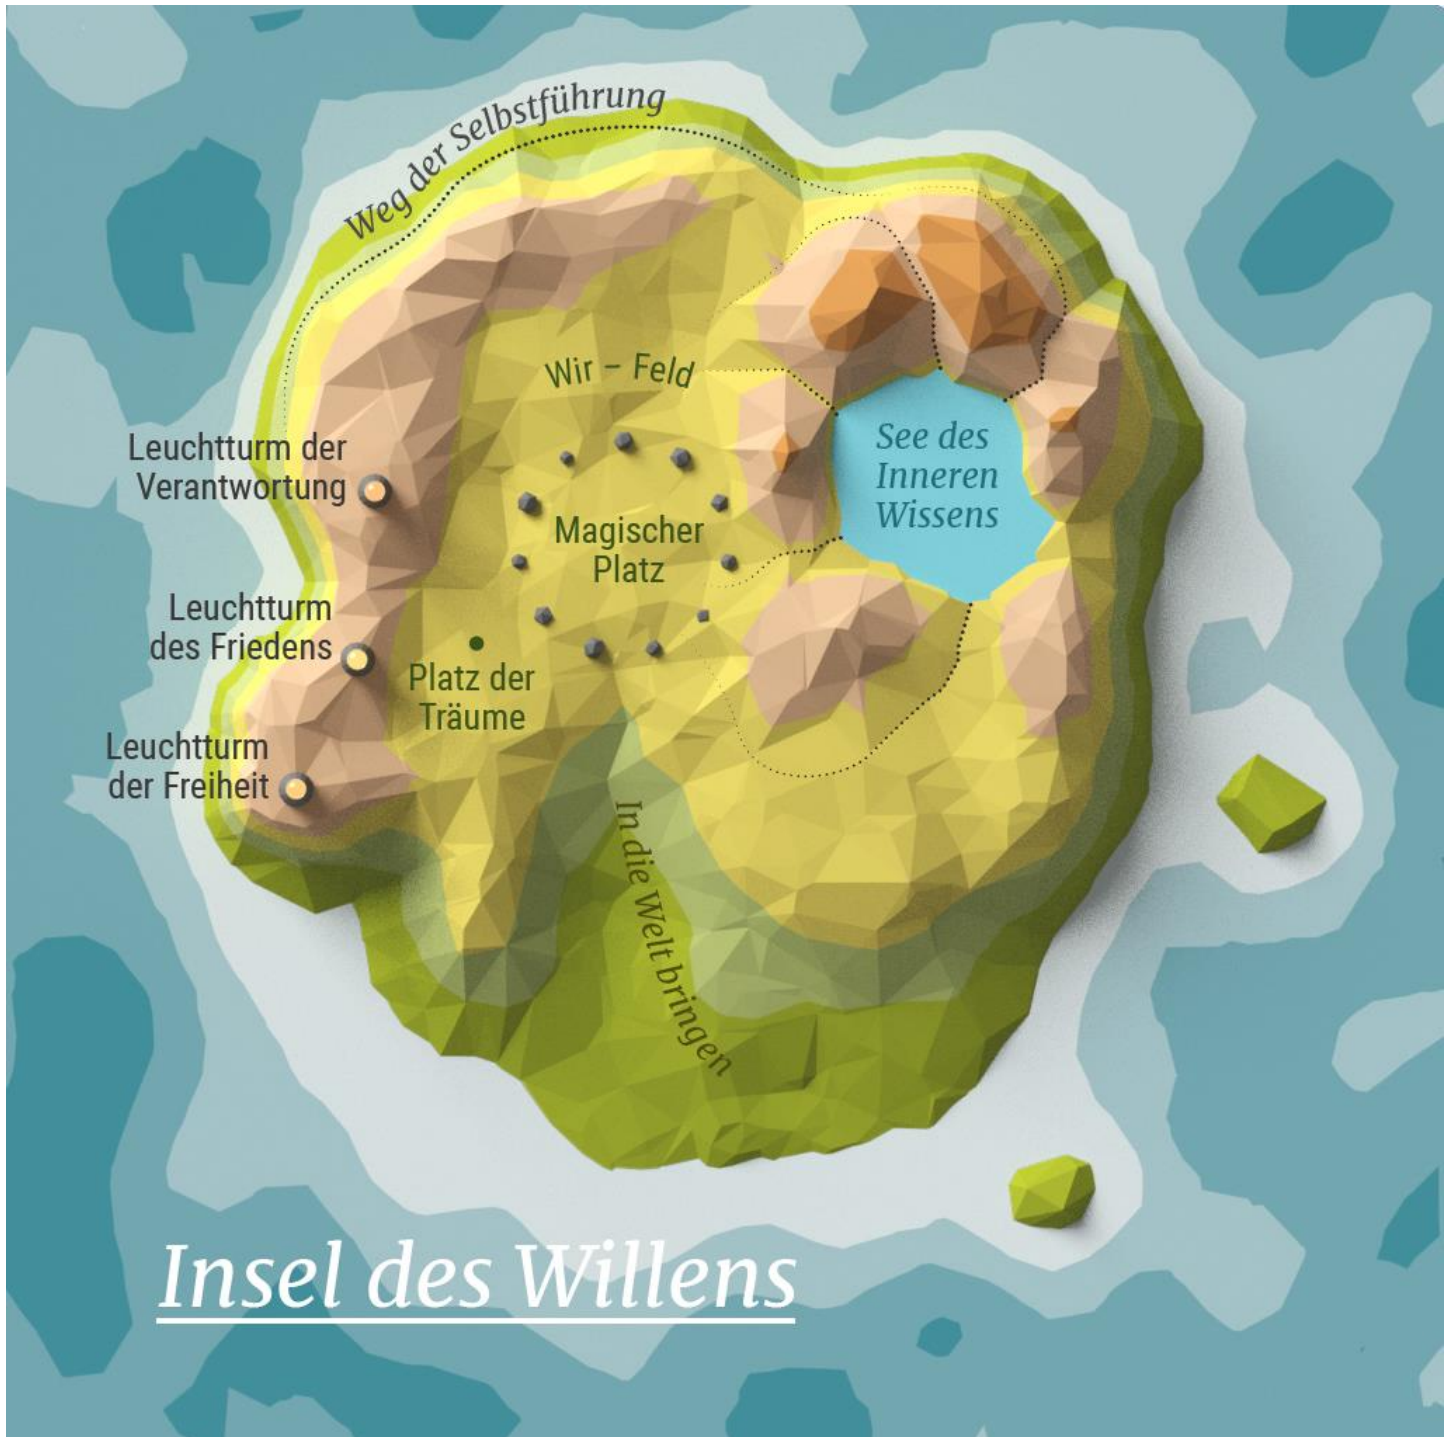 Weg der Selbstführung
Wir – Feld
Leuchtturm der
Verantwortung
See des
Inneren
Wissens
Magischer
Platz
Leuchtturm
des Friedens
Platz der
Träume
Leuchtturm
der Freiheit
In die Welt bringen
Insel des Willens